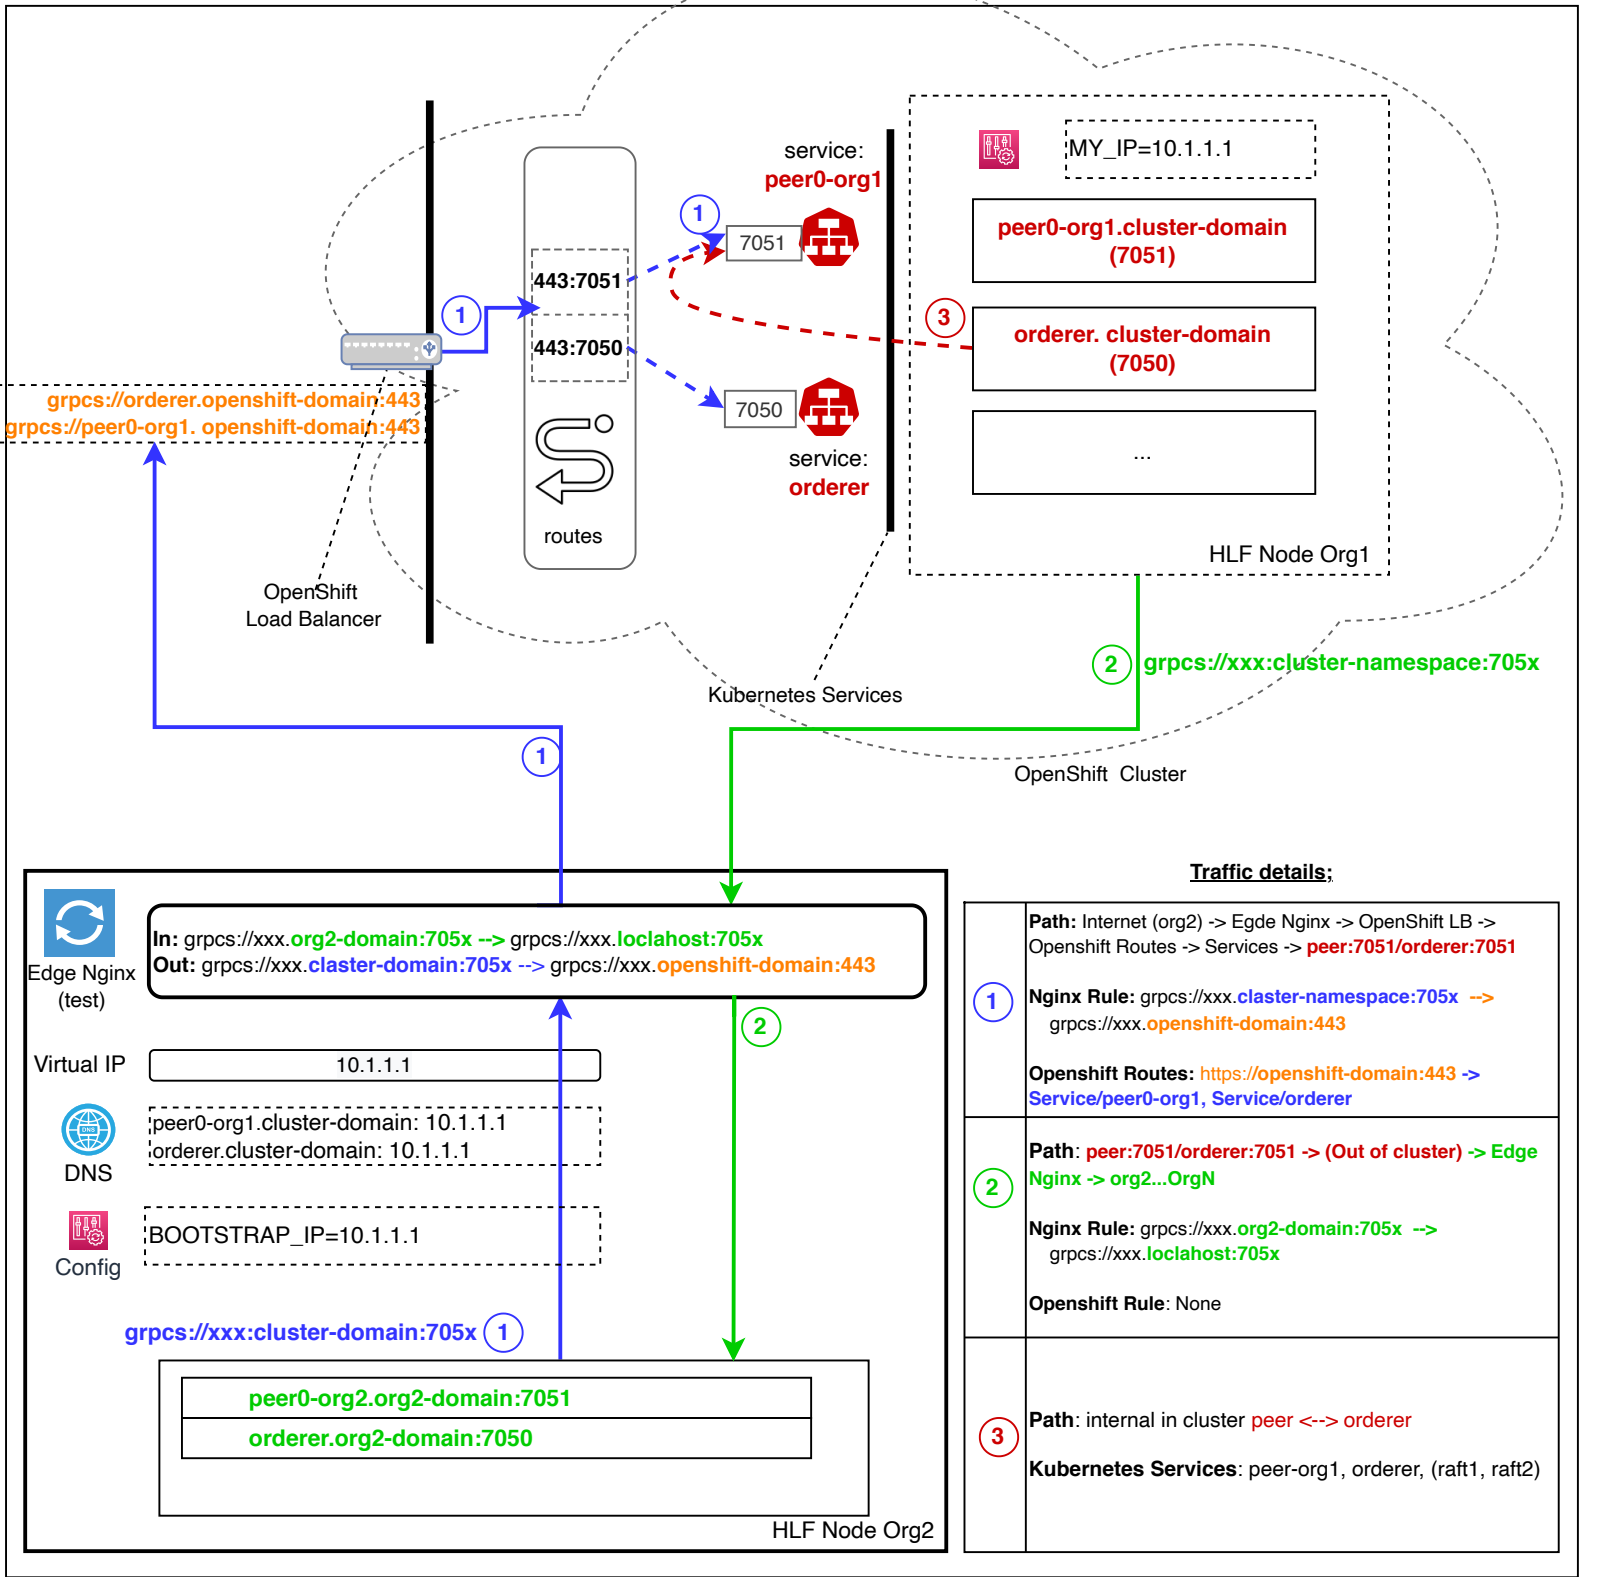 service:
peer0-org1
MY_IP=10.1.1.1
1
7051
peer0-org1.cluster-domain
(7051)
443:7051
1
3
orderer. cluster-domain
(7050)
443:7050
grpcs://orderer.openshift-domain:443
grpcs://peer0-org1. openshift-domain:443
7050
service:
orderer
...
routes
HLF Node Org1
OpenShift
Load Balancer
2
grpcs://xxx:cluster-namespace:705x
Kubernetes Services
1
OpenShift  Cluster
Edge Nginx
(test)
In: grpcs://xxx.org2-domain:705x --> grpcs://xxx.loclahost:705x
Out: grpcs://xxx.claster-domain:705x --> grpcs://xxx.openshift-domain:443
2
Virtual IP
10.1.1.1
DNS
DNS
peer0-org1.cluster-domain: 10.1.1.1
orderer.cluster-domain: 10.1.1.1
Config
BOOTSTRAP_IP=10.1.1.1
grpcs://xxx:cluster-domain:705x
1
peer0-org2.org2-domain:7051
orderer.org2-domain:7050
HLF Node Org2
Traffic details;
1
Path: Internet (org2) -> Egde Nginx -> OpenShift LB ->
Openshift Routes -> Services -> peer:7051/orderer:7051
Nginx Rule: grpcs://xxx.claster-namespace:705x  -->
grpcs://xxx.openshift-domain:443
Openshift Routes: https://openshift-domain:443 ->
Service/peer0-org1, Service/orderer
2
Path: peer:7051/orderer:7051 -> (Out of cluster) -> Edge
Nginx -> org2...OrgN
Nginx Rule: grpcs://xxx.org2-domain:705x  -->
grpcs://xxx.loclahost:705x
Openshift Rule: None
3
Path: internal in cluster peer <--> orderer
Kubernetes Services: peer-org1, orderer, (raft1, raft2)